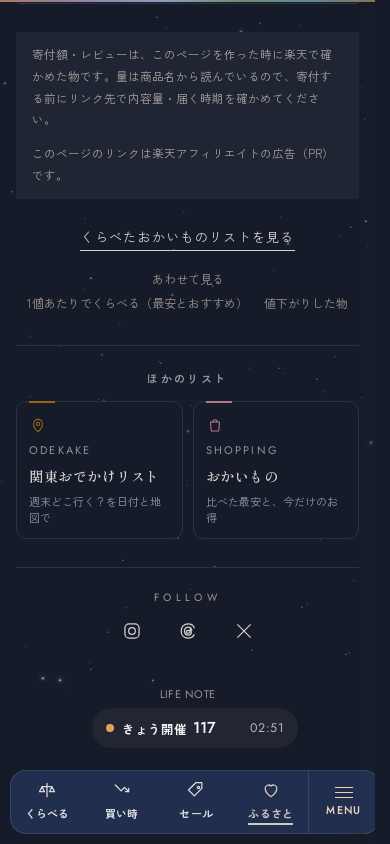 寄付額・レビューは、このページを作った時に楽天で確
かめた物です。量は商品名から読んでいるので、寄付す
る前にリンク先で内容量・届く時期を確かめてくださ
い。
このページのリンクは楽天アフィリエイトの広告（PR）
です。
くらべたおかいものリストを見る
あわせて見る
1個あたりでくらべる（最安とおすすめ） 値下がりした物
ほかのリスト
ODEKAKE
関東おでかけリスト
週末どこ行く？を日付と地
図で
SHOPPING
おかいもの
比べた最安と、今だけのお
得
FOLLOW
LIFE NOTE
きょう開催 117 02:51
くらべる 買い時 セール ふるさと MENU